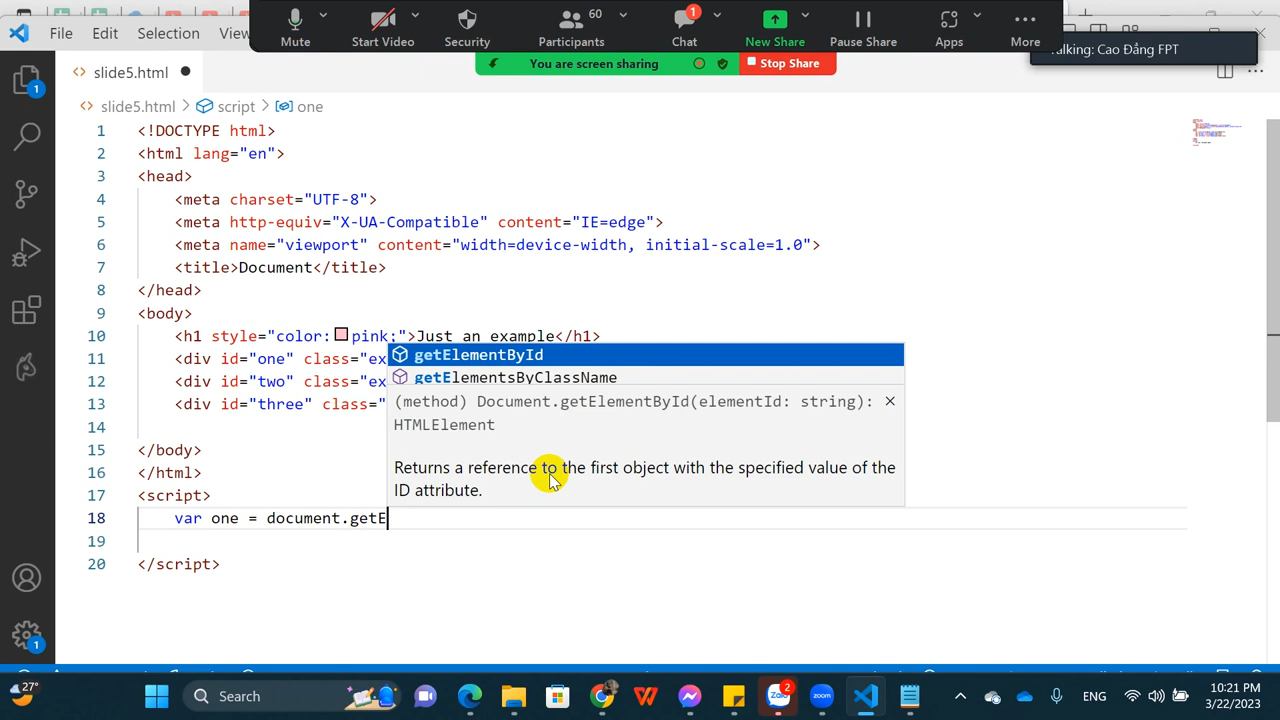 60
1
Mute
Start Video
Security
Participants
Chat
New Share
Pause Share
Apps
More
File Edit Selection
Talking: Cao Đẳng FPT
You are screen sharing
Stop Share
<> slide5.html
<> slide5.html > script > one
1 <!DOCTYPE html>
2 <html lang="en">
3 <head>
4 <meta charset="UTF-8">
5 <meta http-equiv="X-UA-Compatible" content="IE=edge">
6 <meta name="viewport" content="width=device-width, initial-scale=1.0">
7 <title>Document</title>
8 </head>
9 <body>
10 <h1 style="color: pink;">Just an example</h1>
11 <div id="one" class="ex
12 <div id="two" class="ex
13 <div id="three" class="
14
15 </body>
16 </html>
17 <script>
18 var one = document.getE
19
20 </script>
getElementById
getElementsByClassName
(method) Document.getElementById(elementId: string):
HTMLElement
Returns a reference to the first object with the specified value of the
ID attribute.
1
1
27°
Search
2
ENG
10:21 PM
3/22/2023